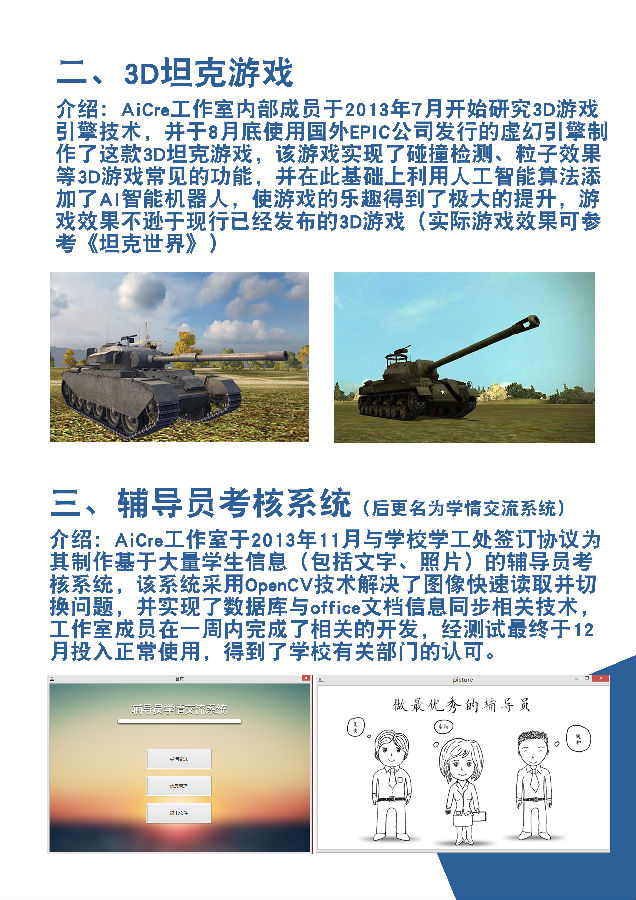 二、3D坦克游戏
介绍：AiCre工作室内部成员于2013年7月开始研究3D游戏
引擎技术，并于8月底使用国外EPIC公司发行的虚幻引擎制
作了这款3D坦克游戏，该游戏实现了碰撞检测、粒子效果
等3D游戏常见的功能，并在此基础上利用人工智能算法添
加了AI智能机器人，使游戏的乐趣得到了极大的提升，游
戏效果不逊于现行已经发布的3D游戏（实际游戏效果可参
考《坦克世界》）
三、辅导员考核系统（后更名为学情交流系统）
介绍：AiCre工作室于2013年11月与学校学工处签订协议为
其制作基于大量学生信息（包括文字、照片）的辅导员考
核系统，该系统采用OpenCV技术解决了图像快速读取并切
换问题，并实现了数据库与office文档信息同步相关技术，
工作室成员在一周内完成了相关的开发，经测试最终于12
月投入正常使用，得到了学校有关部门的认可。
辅导员学情交流系统
picture
做最优秀的辅导员